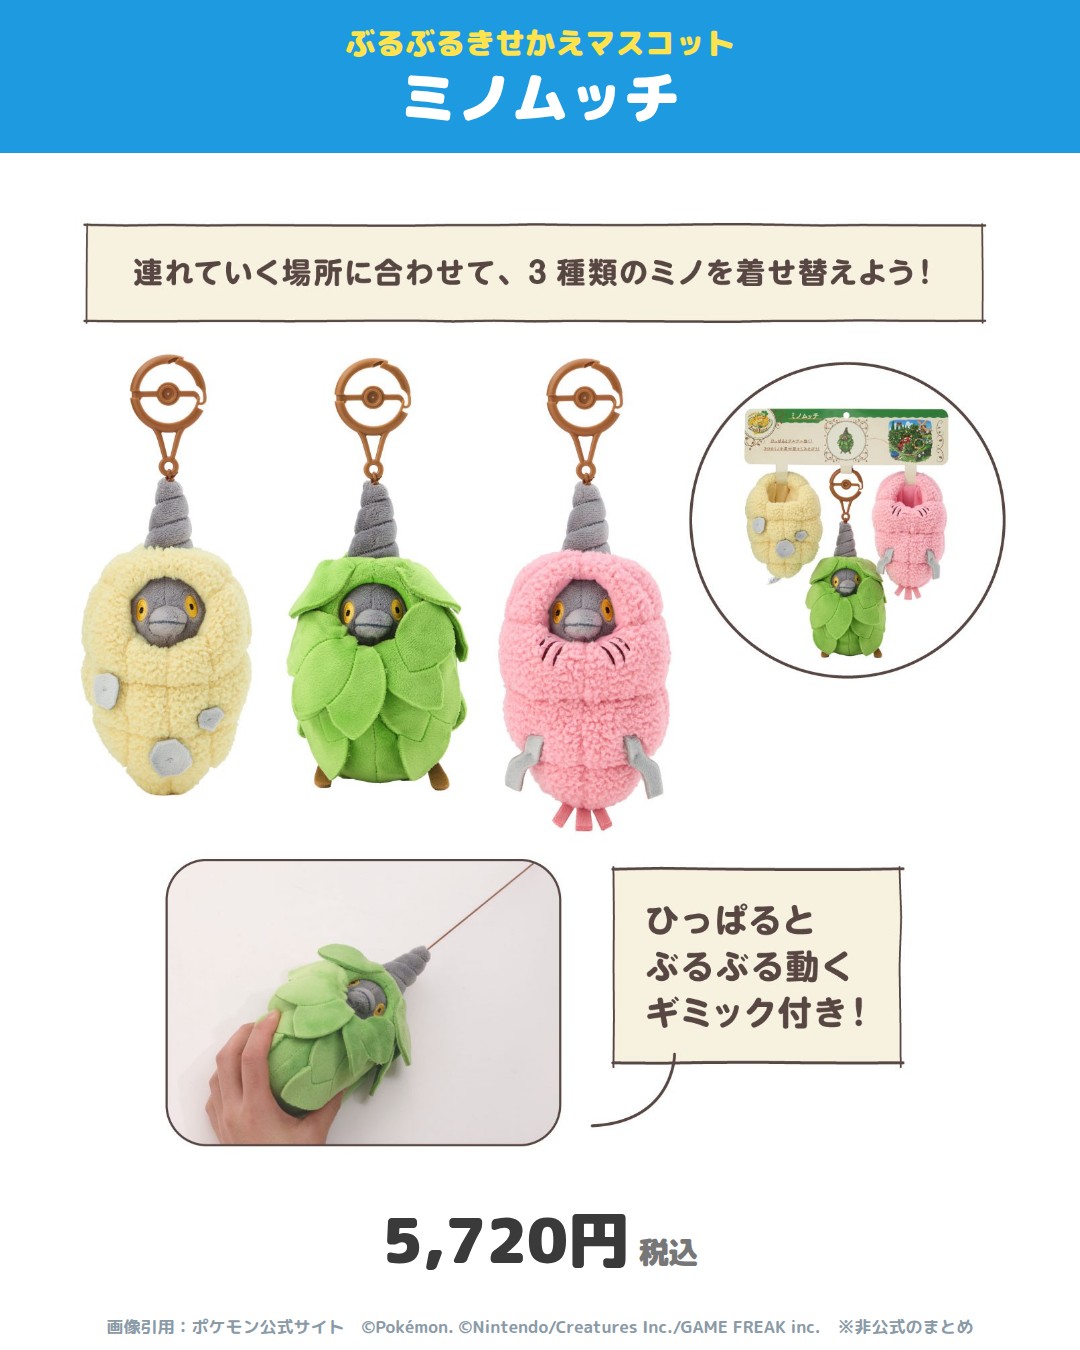 ぶるぶるきせかえマスコット
ミノムッチ
連れていく場所に合わせて、3種類のミノを着せ替えよう!
ミノムッチ
ひっぱると
ぶるぶる動く
ギミック付き!
5,720円 税込
画像引用：ポケモン公式サイト ©Pokémon. ©Nintendo/Creatures Inc./GAME FREAK inc. ※非公式のまとめ